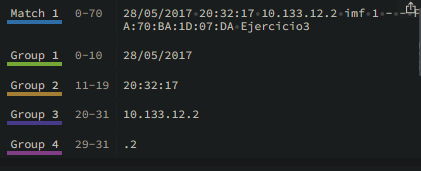 Match 1 0-70 28/05/2017 20:32:17 10.133.12.2 imf 1 - - F
A:70:BA:1D:07:DA Ejercicio3
Group 1 0-10 28/05/2017
Group 2 11-19 20:32:17
Group 3 20-31 10.133.12.2
Group 4 29-31 .2